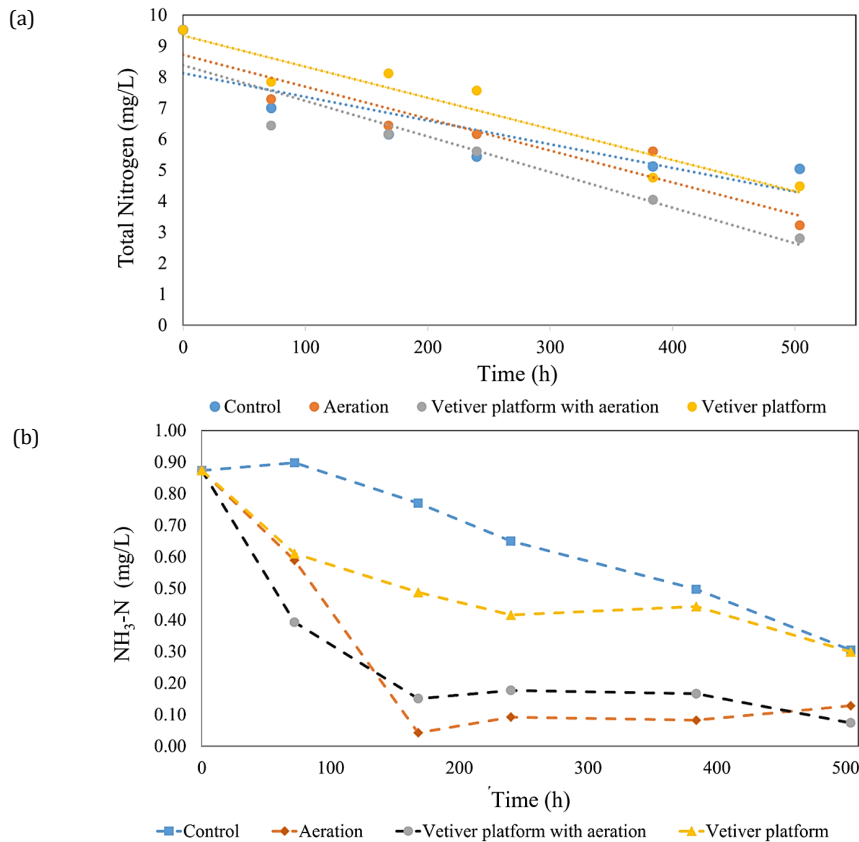 (a)
10
9
8
7
6
5
4
3
2
1
0
Total Nitrogen (mg/L)
0 100 200 300 400 500
Time (h)
Control Aeration Vetiver platform with aeration Vetiver platform
(b)
1.00
0.90
0.80
0.70
0.60
0.50
0.40
0.30
0.20
0.10
0.00
NH₃-N (mg/L)
0 100 200 300 400 500
'Time (h)
Control Aeration Vetiver platform with aeration Vetiver platform